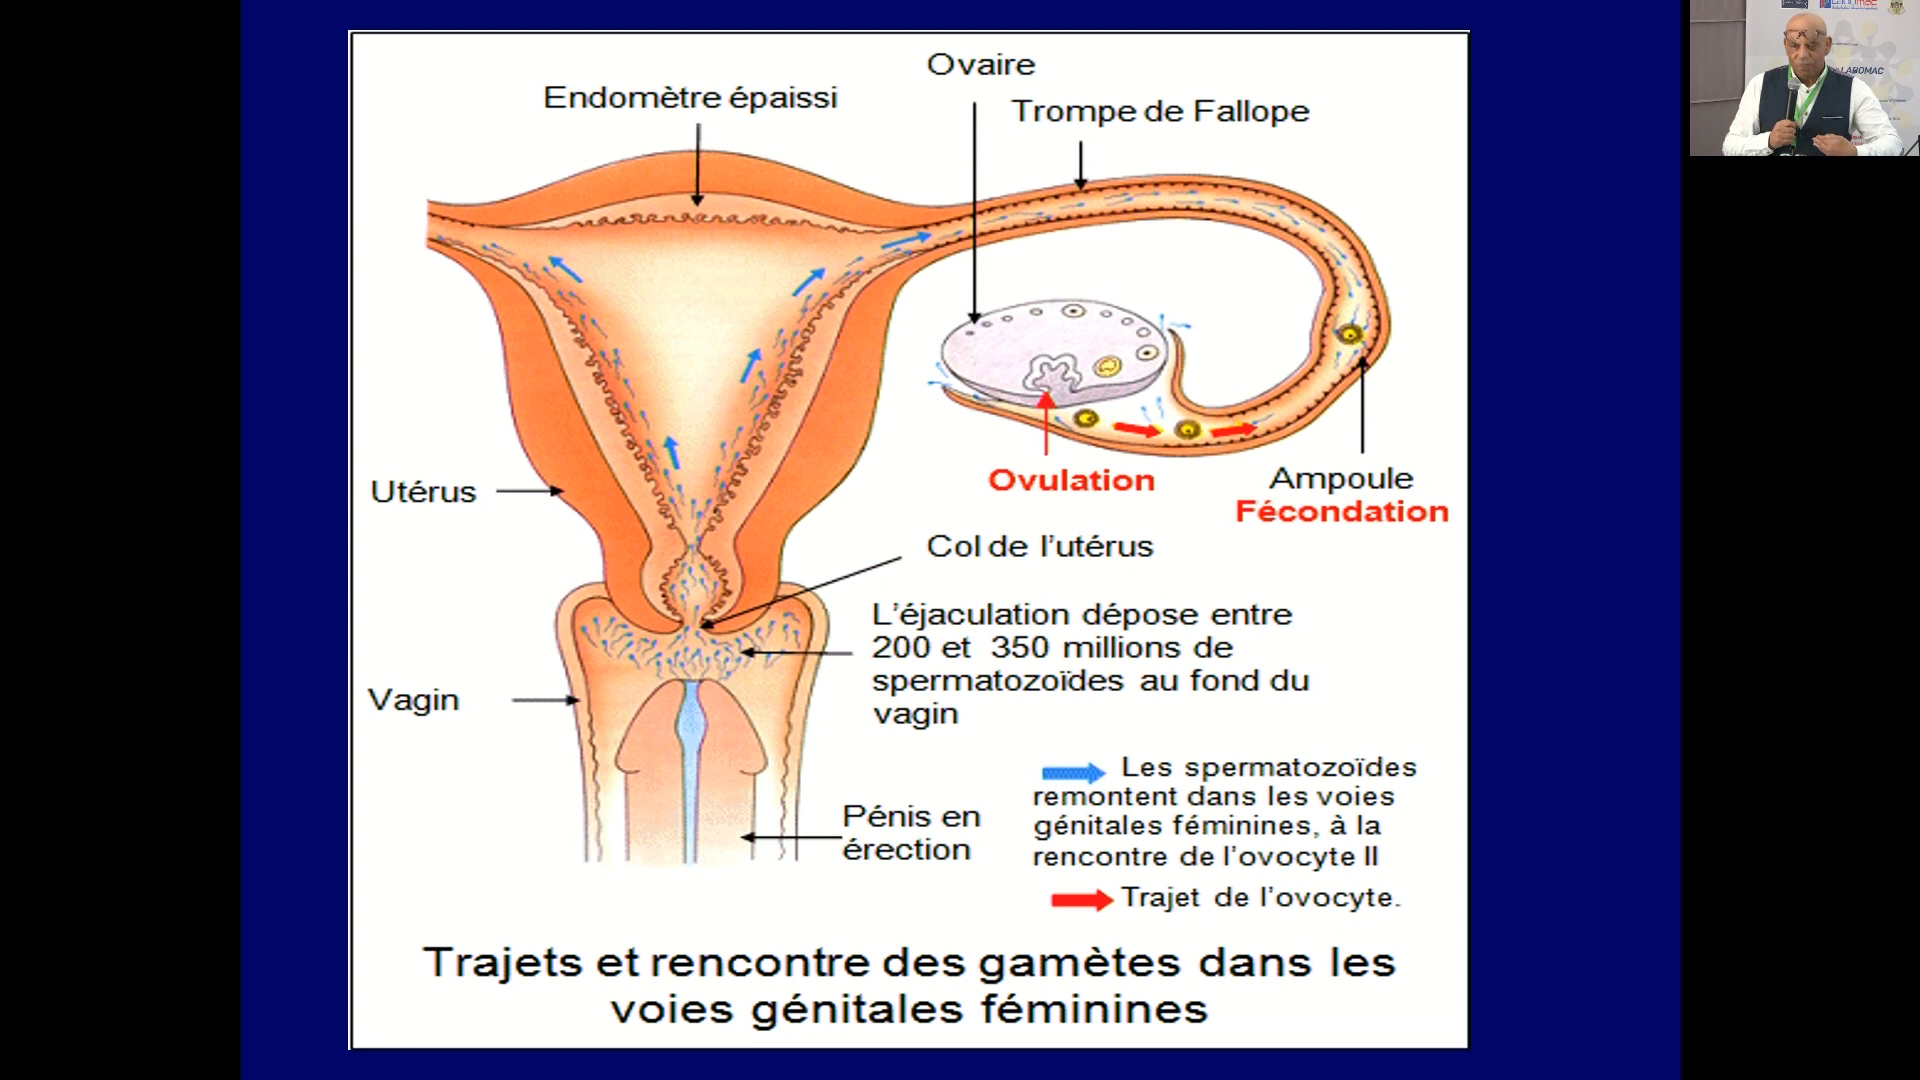 Ovaire
Endomètre épaissi
Trompe de Fallope
Utérus
Ovulation
Ampoule
Fécondation
Col de l'utérus
L'éjaculation dépose entre
200 et 350 millions de
spermatozoïdes au fond du
vagin
Vagin
Les spermatozoïdes
remontent dans les voies
génitales féminines, à la
rencontre de l'ovocyte II
Pénis en
érection
Trajet de l'ovocyte.
Trajets et rencontre des gamètes dans les
voies génitales féminines
LABOMAC